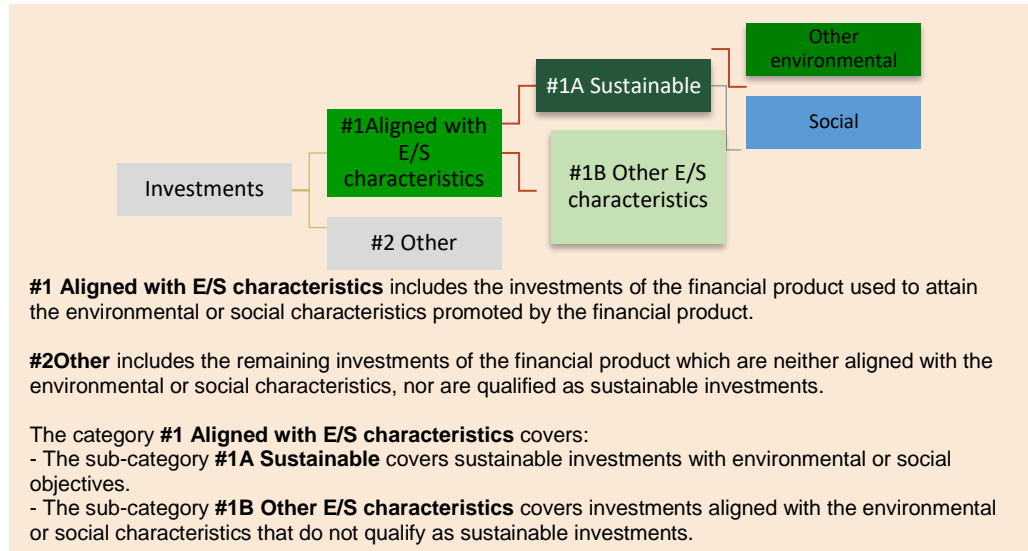 Other
environmental
#1A Sustainable
Social
#1Aligned with
E/S
characteristics
#1B Other E/S
characteristics
Investments
#2 Other
#1 Aligned with E/S characteristics includes the investments of the financial product used to attain
the environmental or social characteristics promoted by the financial product.
#2Other includes the remaining investments of the financial product which are neither aligned with the
environmental or social characteristics, nor are qualified as sustainable investments.
The category #1 Aligned with E/S characteristics covers:
- The sub-category #1A Sustainable covers sustainable investments with environmental or social
objectives.
- The sub-category #1B Other E/S characteristics covers investments aligned with the environmental
or social characteristics that do not qualify as sustainable investments.